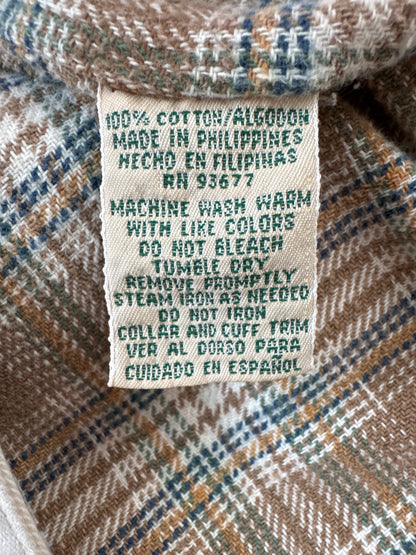 100% COTTON/ALGODON
MADE IN PHILIPPINES
HECHO EN FILIPINAS
RN 93677
MACHINE WASH WARM
WITH LIKE COLORS
DO NOT BLEACH
TUMBLE DRY
REMOVE PROMPTLY
STEAM IRON AS NEEDED
DO NOT IRON
COLLAR AND CUFF TRIM
VER AL DORSO PARA
CUIDADO EN ESPAÑOL